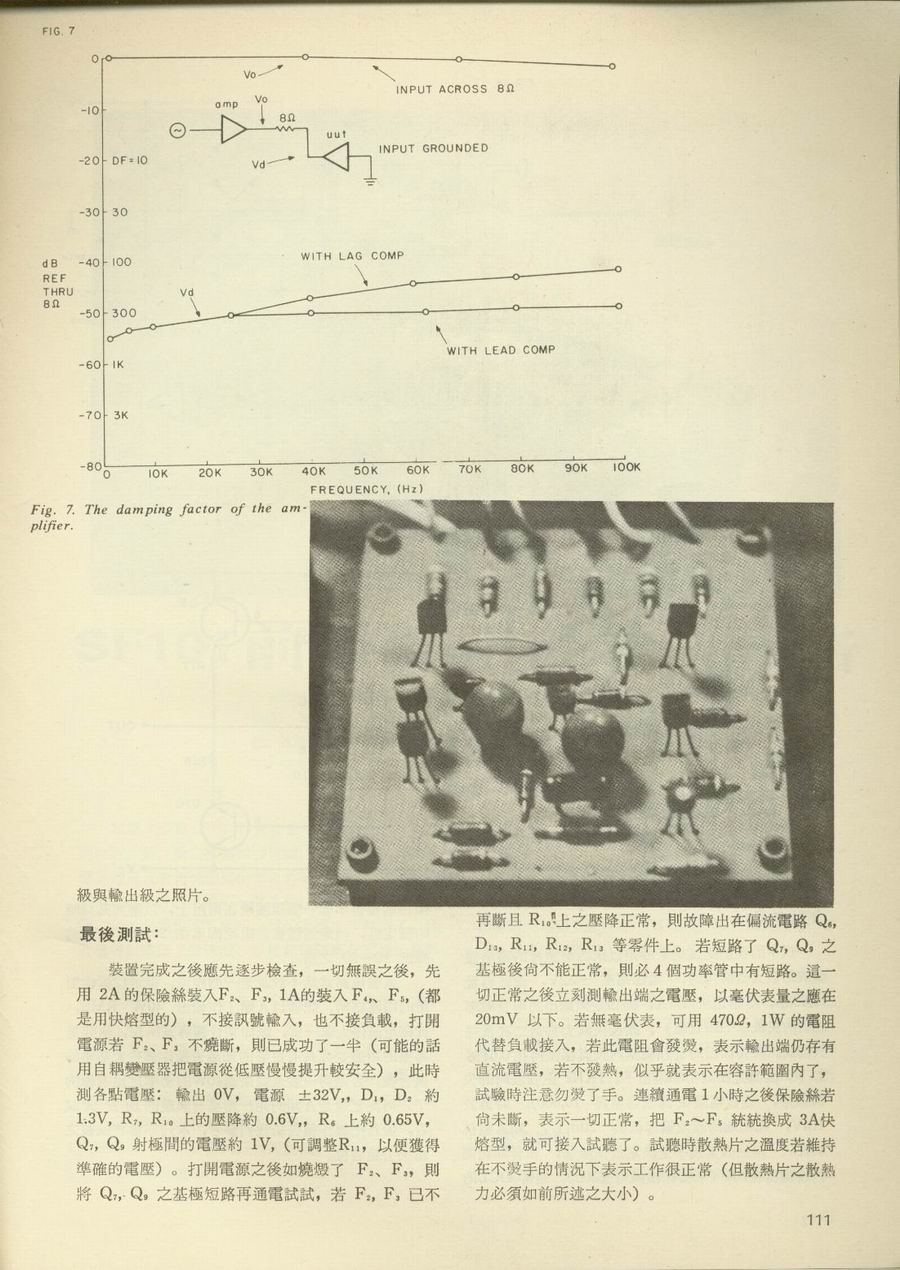 FIG. 7
0
Vo
INPUT ACROSS 8Ω
-10
amp
Vo
8Ω
uut
INPUT GROUNDED
Vd
-20 DF=10
-30 30
WITH LAG COMP
dB
REF
THRU
8Ω
-40 100
Vd
-50 300
WITH LEAD COMP
-60 1K
-70 3K
-80
0 10K 20K 30K 40K 50K 60K 70K 80K 90K 100K
FREQUENCY, (Hz)
Fig. 7. The damping factor of the am-
plifier.
級與輸出級之照片。
最後測試：
裝置完成之後應先逐步檢查，一切無誤之後，先
用 2A 的保險絲裝入F₂、F₃, 1A的裝入 F₄,、F₅, (都
是用快熔型的)，不接訊號輸入，也不接負載，打開
電源若 F₂、F₃ 不燒斷，則已成功了一半（可能的話
用自耦變壓器把電源從低壓慢慢提升較安全），此時
測各點電壓：輸出 0V, 電源 ±32V,, D₁, D₂ 約
1.3V, R₇, R₁₀ 上的壓降約 0.6V,, R₆ 上約 0.65V,
Q₇, Q₉ 射極間的電壓約 1V, (可調整R₁₁, 以便獲得
準確的電壓）。打開電源之後如燒燬了 F₂、F₃, 則
將 Q₇, Q₉ 之基極短路再通電試試，若 F₂, F₃ 已不
再斷且 R₁₀ 上之壓降正常，則故障出在偏流電路 Q₆,
D₁₃, R₁₁, R₁₂, R₁₃ 等零件上。若短路了 Q₇, Q₉ 之
基極後尙不能正常，則必 4 個功率管中有短路。這一
切正常之後立刻測輸出端之電壓，以毫伏表量之應在
20mV 以下。若無毫伏表，可用 470Ω, 1W 的電阻
代替負載接入，若此電阻會發燙，表示輸出端仍存有
直流電壓，若不發熱，似乎就表示在容許範圍內了，
試驗時注意勿燙了手。連續通電 1 小時之後保險絲若
尙未斷，表示一切正常，把 F₂～F₅ 統統換成 3A快
熔型，就可接入試聽了。試聽時散熱片之溫度若維持
在不燙手的情況下表示工作很正常（但散熱片之散熱
力必須如前所述之大小）。
111